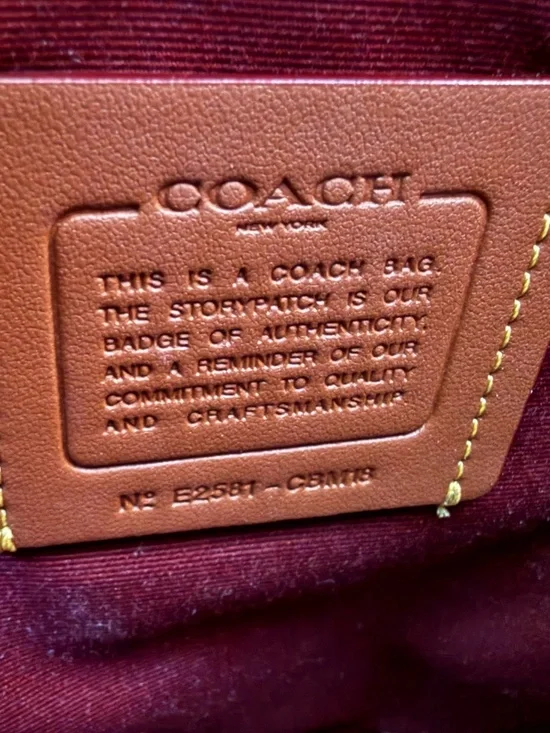 COACH
NEW YORK
THIS IS A COACH BAG.
THE STORYPATCH IS OUR
BADGE OF AUTHENTICITY,
AND A REMINDER OF OUR
COMMITMENT TO QUALITY
AND CRAFTSMANSHIP.
Nº E2581-CBM18